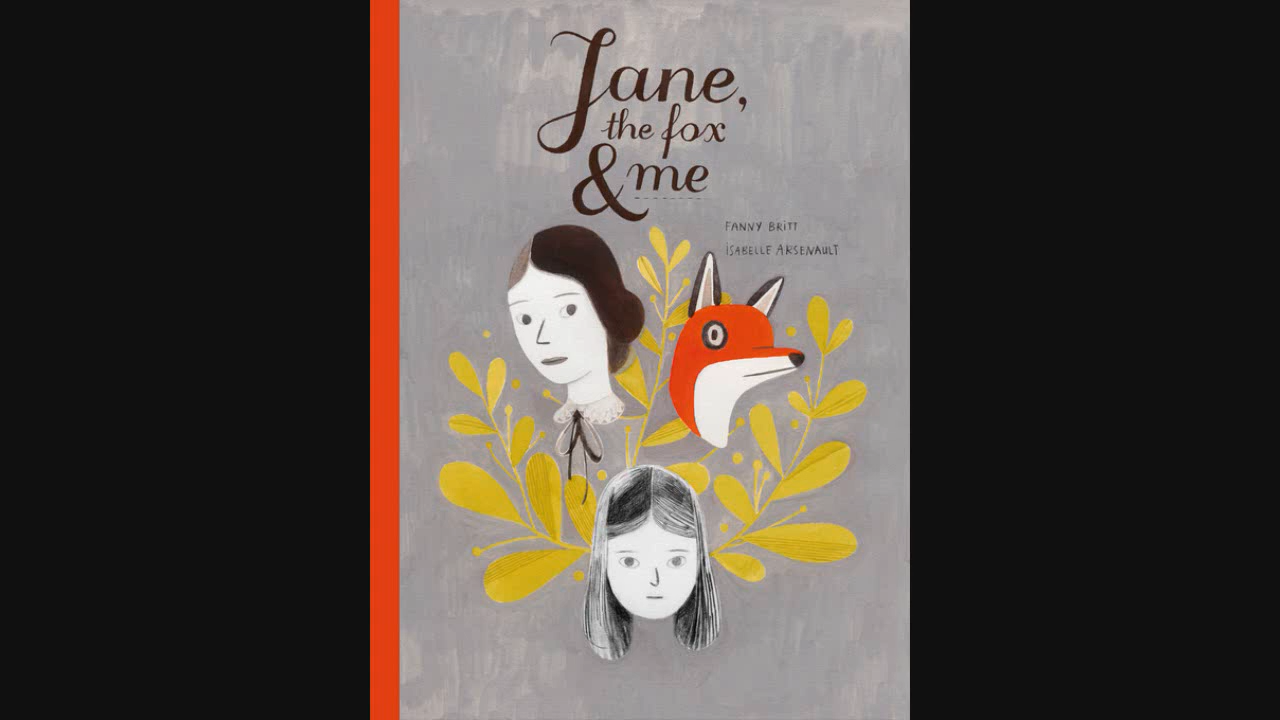 Jane,
the fox
& me
FANNY BRITT
ISABELLE ARSENAULT